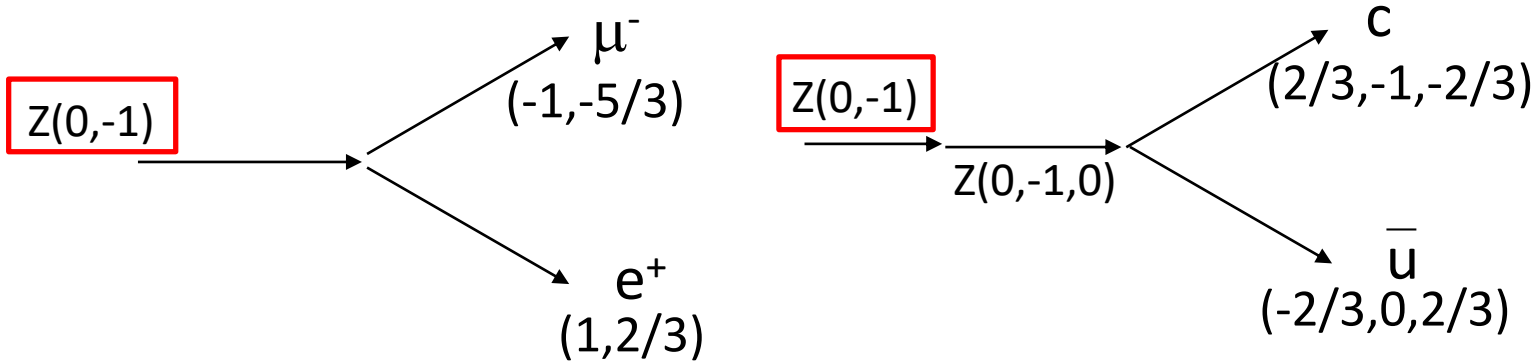 Z(0,-1)
μ-
(-1,-5/3)
e+
(1,2/3)
Z(0,-1)
Z(0,-1,0)
c
(2/3,-1,-2/3)
u̅
(-2/3,0,2/3)